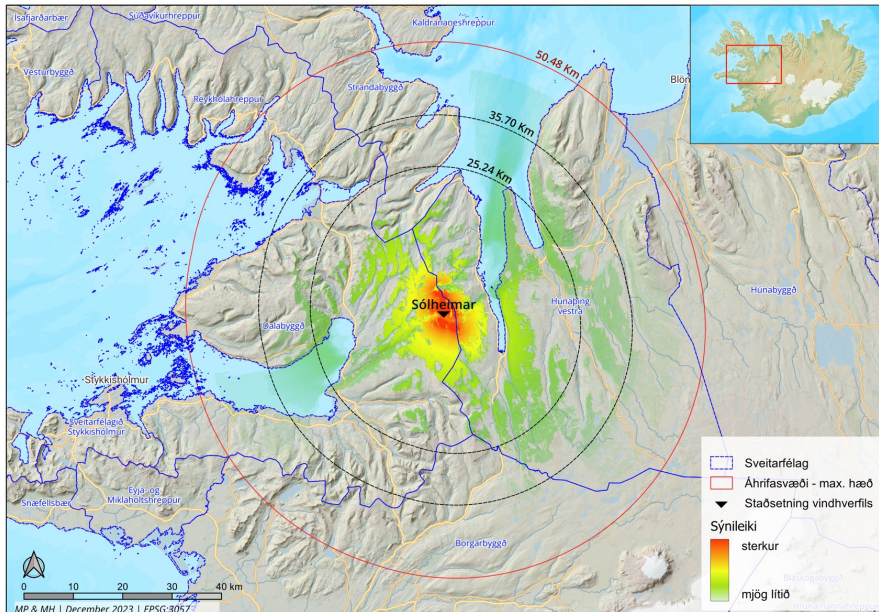 Ísafjarðarbær
Súðavíkurhreppur
Kaldrananeshreppur
Vesturbyggð
Reykhólahreppur
Strandabyggð
Blön
50.48 Km
35.70 Km
25.24 Km
Sólheimar
Húnaþing
vestra
Húnabyggð
Dalabyggð
Stykkishólmur
Sveitarfélagið
Stykkishólmur
Eyja- og
Miklaholtshreppur
Snæfellsbær
Borgarbyggð
Sveitarfélag
Áhrifasvæði - max. hæð
Staðsetning vindhverfils
Sýnileiki
sterkur
mjög lítið
Bláskógabyggð
Hrunamannahreppur
0 10 20 30 40 km
MP & MH | December 2023 | EPSG:3057